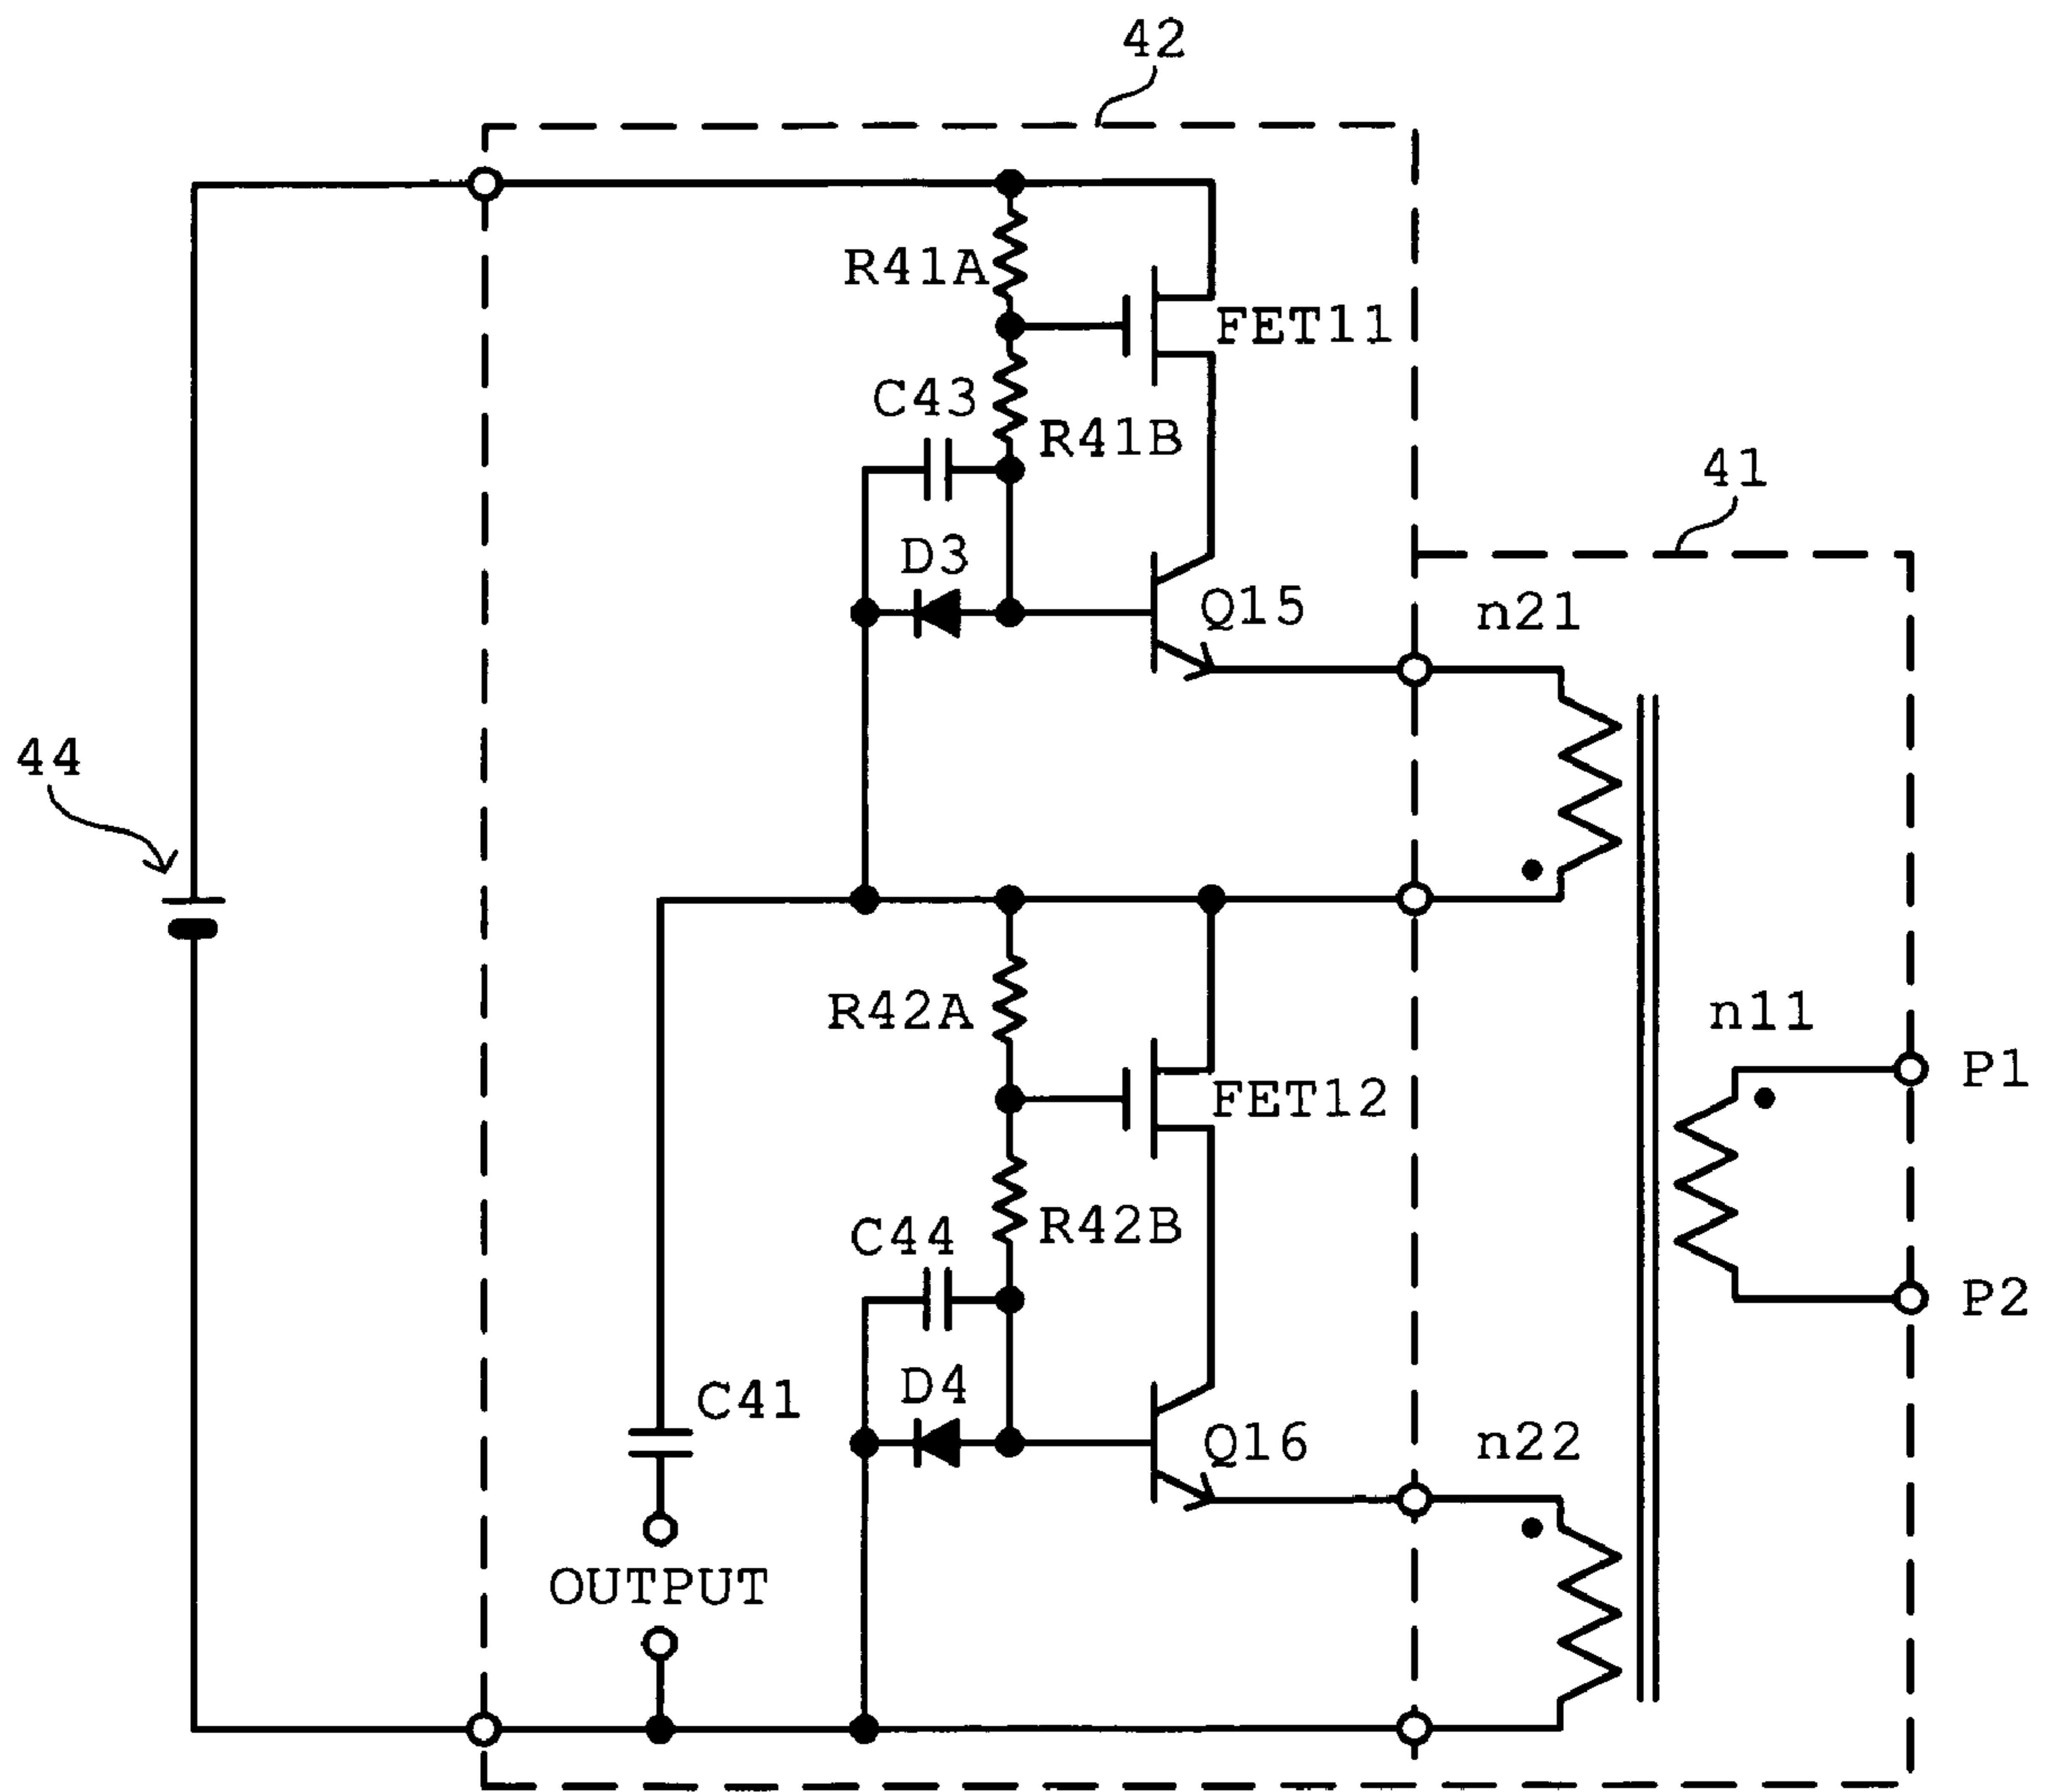 42
R41A
FET11
C43
R41B
41
D3
Q15
n21
44
R42A
n11
P1
FET12
C44
R42B
P2
D4
C41
Q16
n22
OUTPUT